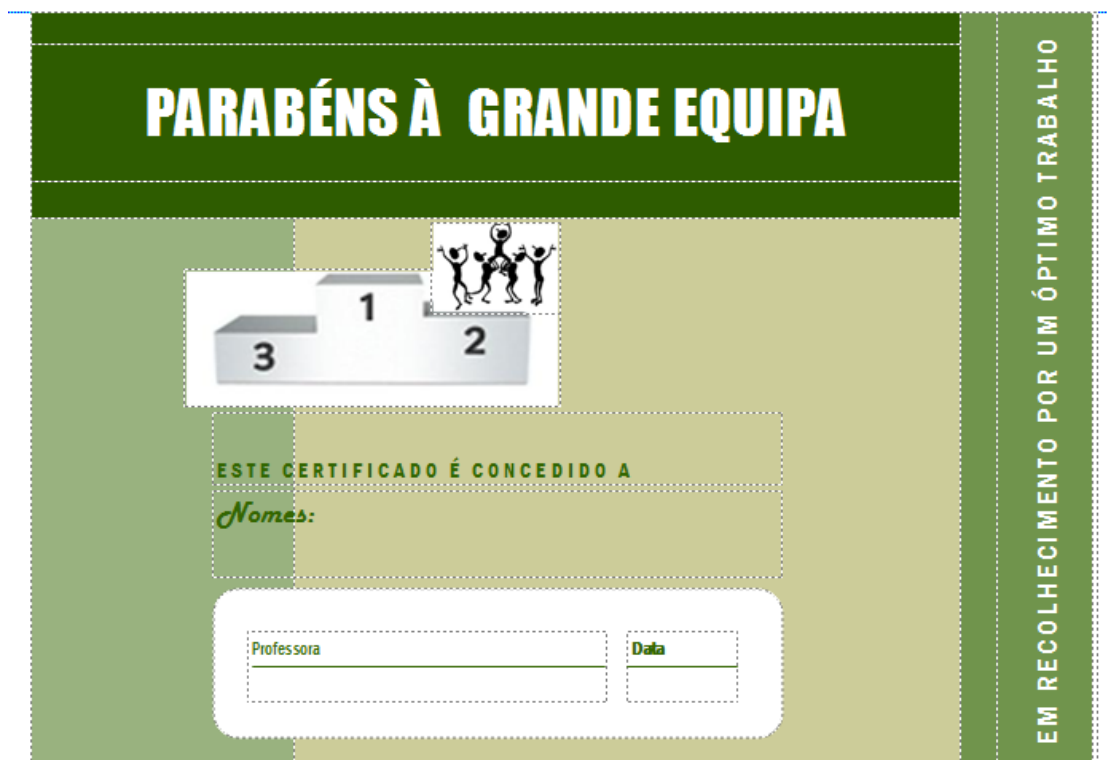 PARABÉNS À GRANDE EQUIPA
1
2
3
ESTE CERTIFICADO É CONCEDIDO A
Nomes:
Professora
Data
EM RECOLHECIMENTO POR UM ÓPTIMO TRABALHO